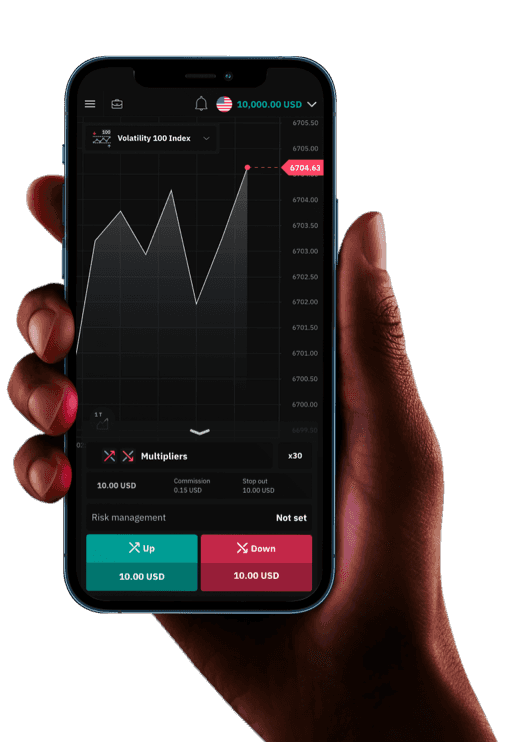 10,000.00 USD
100
Volatility 100 Index
6705.50
6705.00
6704.63
6704.00
6703.50
6703.00
6702.50
6702.00
6701.50
6701.00
6700.50
6700.00
1T
Multipliers
x30
10.00 USD
Commission
0.15 USD
Stop out
10.00 USD
Risk management
Not set
Up
Down
10.00 USD
10.00 USD